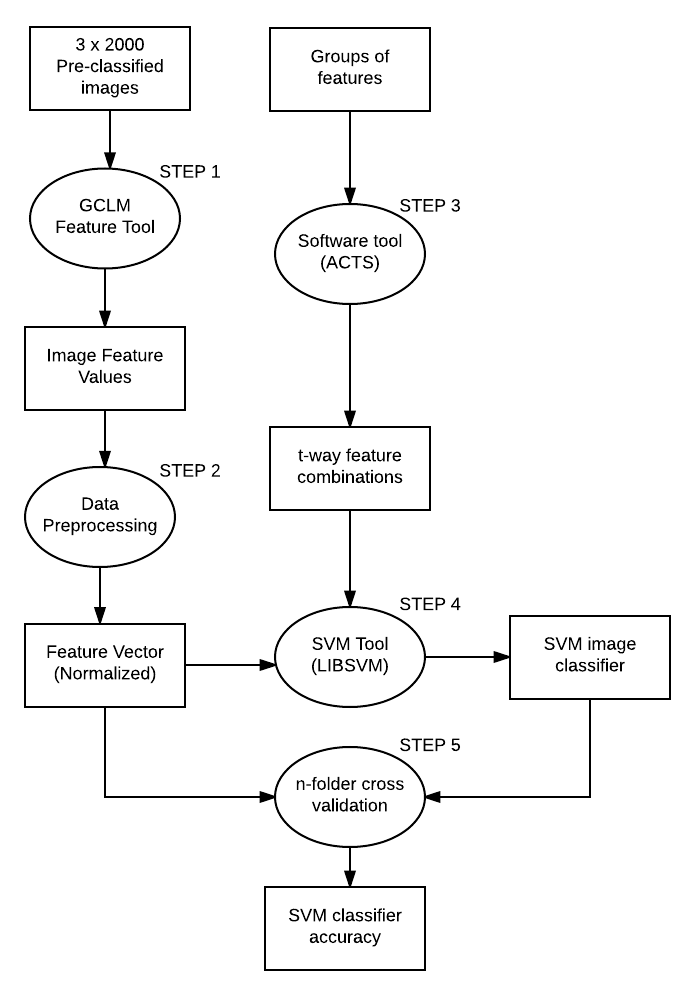 3 x 2000
Pre-classified
images
STEP 1
GCLM
Feature Tool
Image Feature
Values
STEP 2
Data
Preprocessing
Feature Vector
(Normalized)
Groups of
features
STEP 3
Software tool
(ACTS)
t-way feature
combinations
STEP 4
SVM Tool
(LIBSVM)
SVM image
classifier
STEP 5
n-folder cross
validation
SVM classifier
accuracy